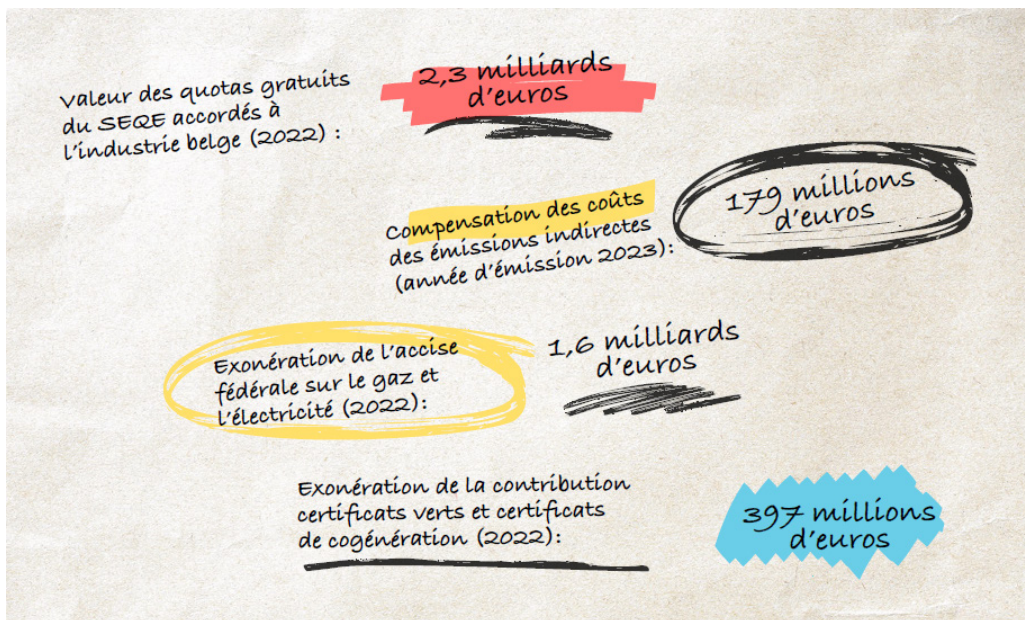 Valeur des quotas gratuits
du SEQE accordés à
l'industrie belge (2022) :
2,3 milliards
d'euros
Compensation des coûts
des émissions indirectes
(année d'émission 2023):
179 millions
d'euros
Exonération de l'accise
fédérale sur le gaz et
l'électricité (2022):
1,6 milliards
d'euros
Exonération de la contribution
certificats verts et certificats
de cogénération (2022):
397 millions
d'euros